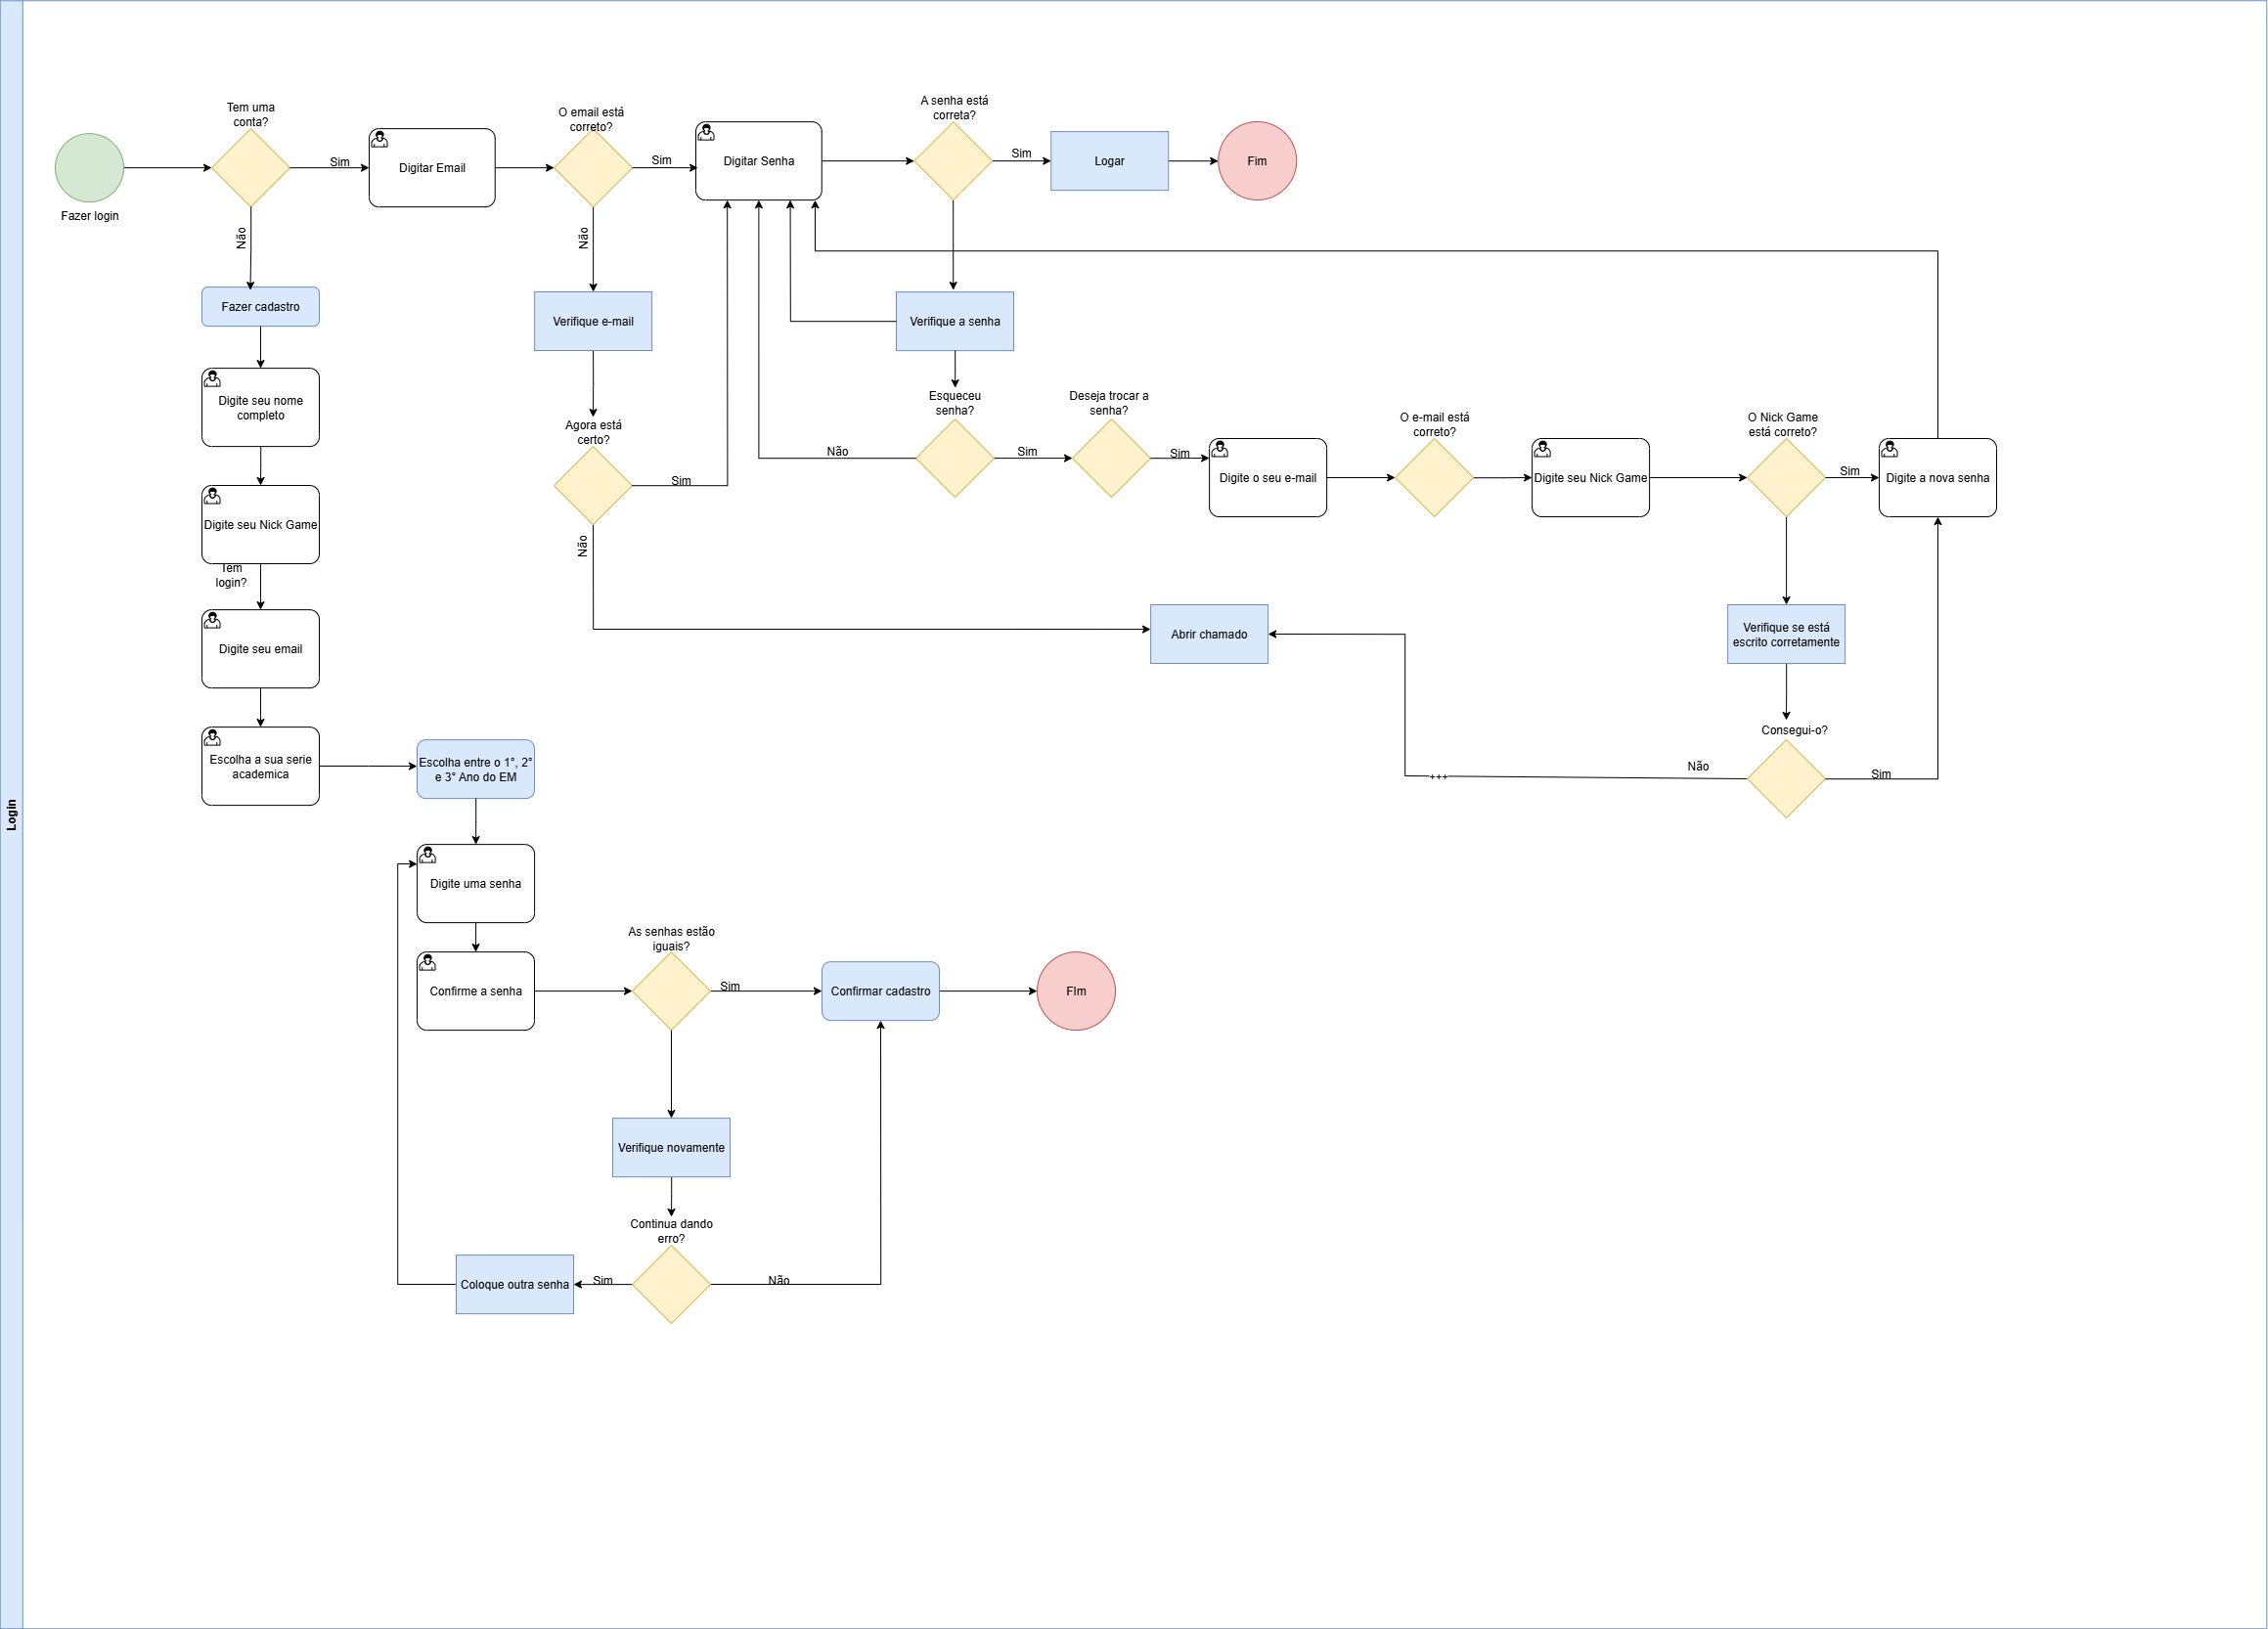 Login
Fazer login
Tem uma
conta?
Sim
Não
Digitar Email
O email está
correto?
Sim
Não
Digitar Senha
A senha está
correta?
Sim
Logar
Fim
Fazer cadastro
Verifique e-mail
Verifique a senha
Digite seu nome
completo
Agora está
certo?
Sim
Não
Esqueceu
senha?
Não
Sim
Deseja trocar a
senha?
Sim
Digite o seu e-mail
O e-mail está
correto?
Digite seu Nick Game
O Nick Game
está correto?
Sim
Digite a nova senha
Digite seu Nick Game
Tem
login?
Digite seu email
Abrir chamado
Verifique se está
escrito corretamente
Consegui-o?
Não
Sim
+++
Escolha a sua serie
academica
Escolha entre o 1°, 2°
e 3° Ano do EM
Digite uma senha
Confirme a senha
As senhas estão
iguais?
Sim
Confirmar cadastro
FIm
Verifique novamente
Continua dando
erro?
Sim
Não
Coloque outra senha